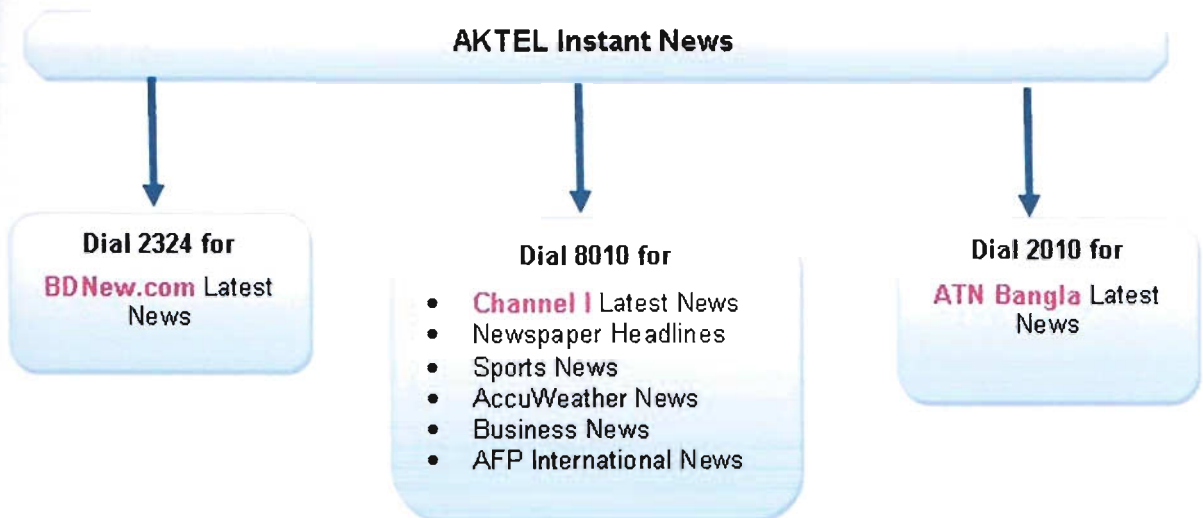 AKTEL Instant News
Dial 2324 for
BDNew.com Latest
News
Dial 8010 for
• Channel I Latest News
• Newspaper Headlines
• Sports News
• AccuWeather News
• Business News
• AFP International News
Dial 2010 for
ATN Bangla Latest
News